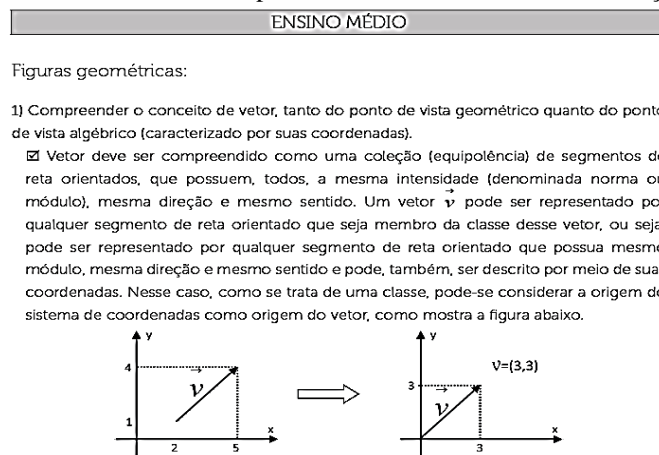 ENSINO MÉDIO
Figuras geométricas:
1) Compreender o conceito de vetor, tanto do ponto de vista geométrico quanto do ponto
de vista algébrico (caracterizado por suas coordenadas).
☑ Vetor deve ser compreendido como uma coleção (equipolência) de segmentos d
reta orientados, que possuem, todos, a mesma intensidade (denominada norma o
módulo), mesma direção e mesmo sentido. Um vetor v pode ser representado po
qualquer segmento de reta orientado que seja membro da classe desse vetor, ou seja
pode ser representado por qualquer segmento de reta orientado que possua mesm
módulo, mesma direção e mesmo sentido e pode, também, ser descrito por meio de sua
coordenadas. Nesse caso, como se trata de uma classe, pode-se considerar a origem d
sistema de coordenadas como origem do vetor, como mostra a figura abaixo.
y
4
v
1
x
2
5
y
V=(3,3)
3
v
x
3